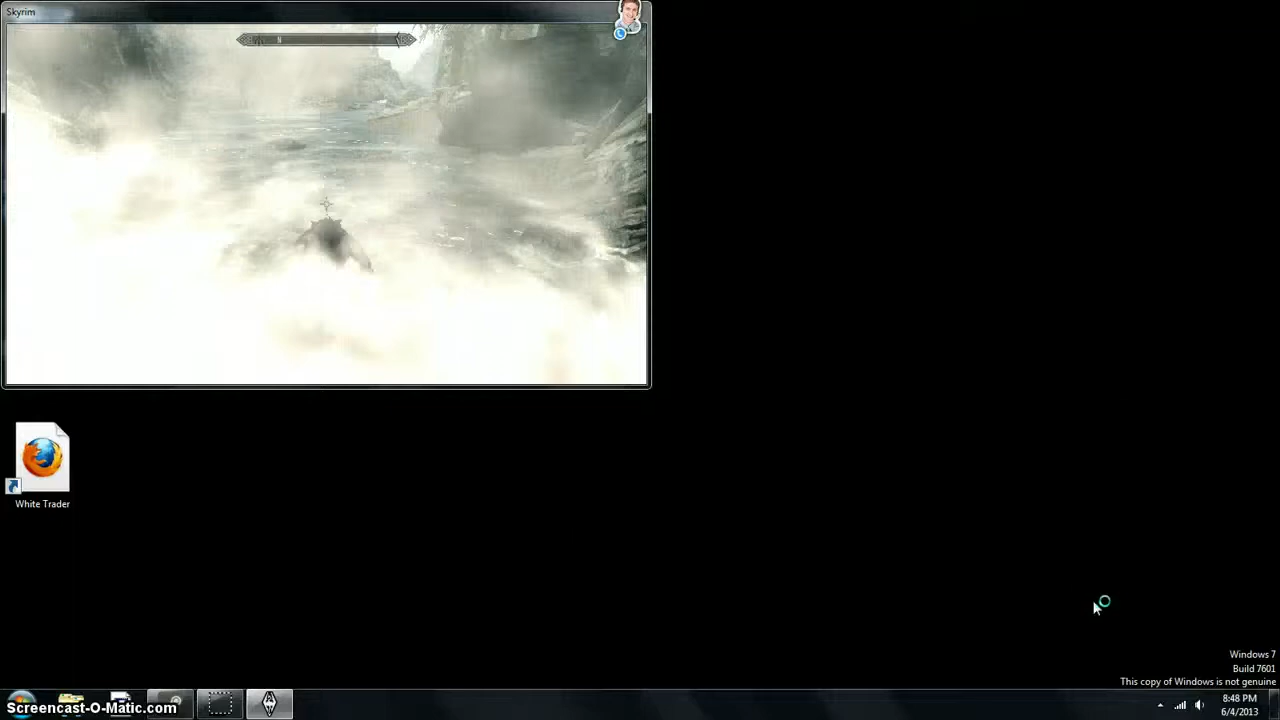 Skyrim
N
White Trader
Windows 7
Build 7601
This copy of Windows is not genuine
Screencast-O-Matic.com
8:48 PM
6/4/2013